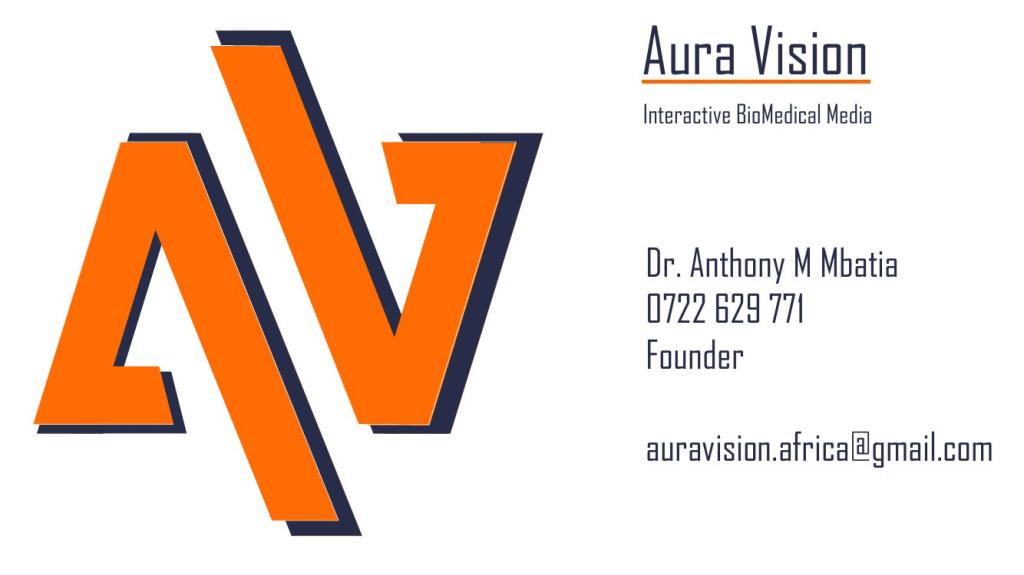 Aura Vision
Interactive BioMedical Media
Dr. Anthony M Mbatia
0722 629 771
Founder
auravision.africa@gmail.com